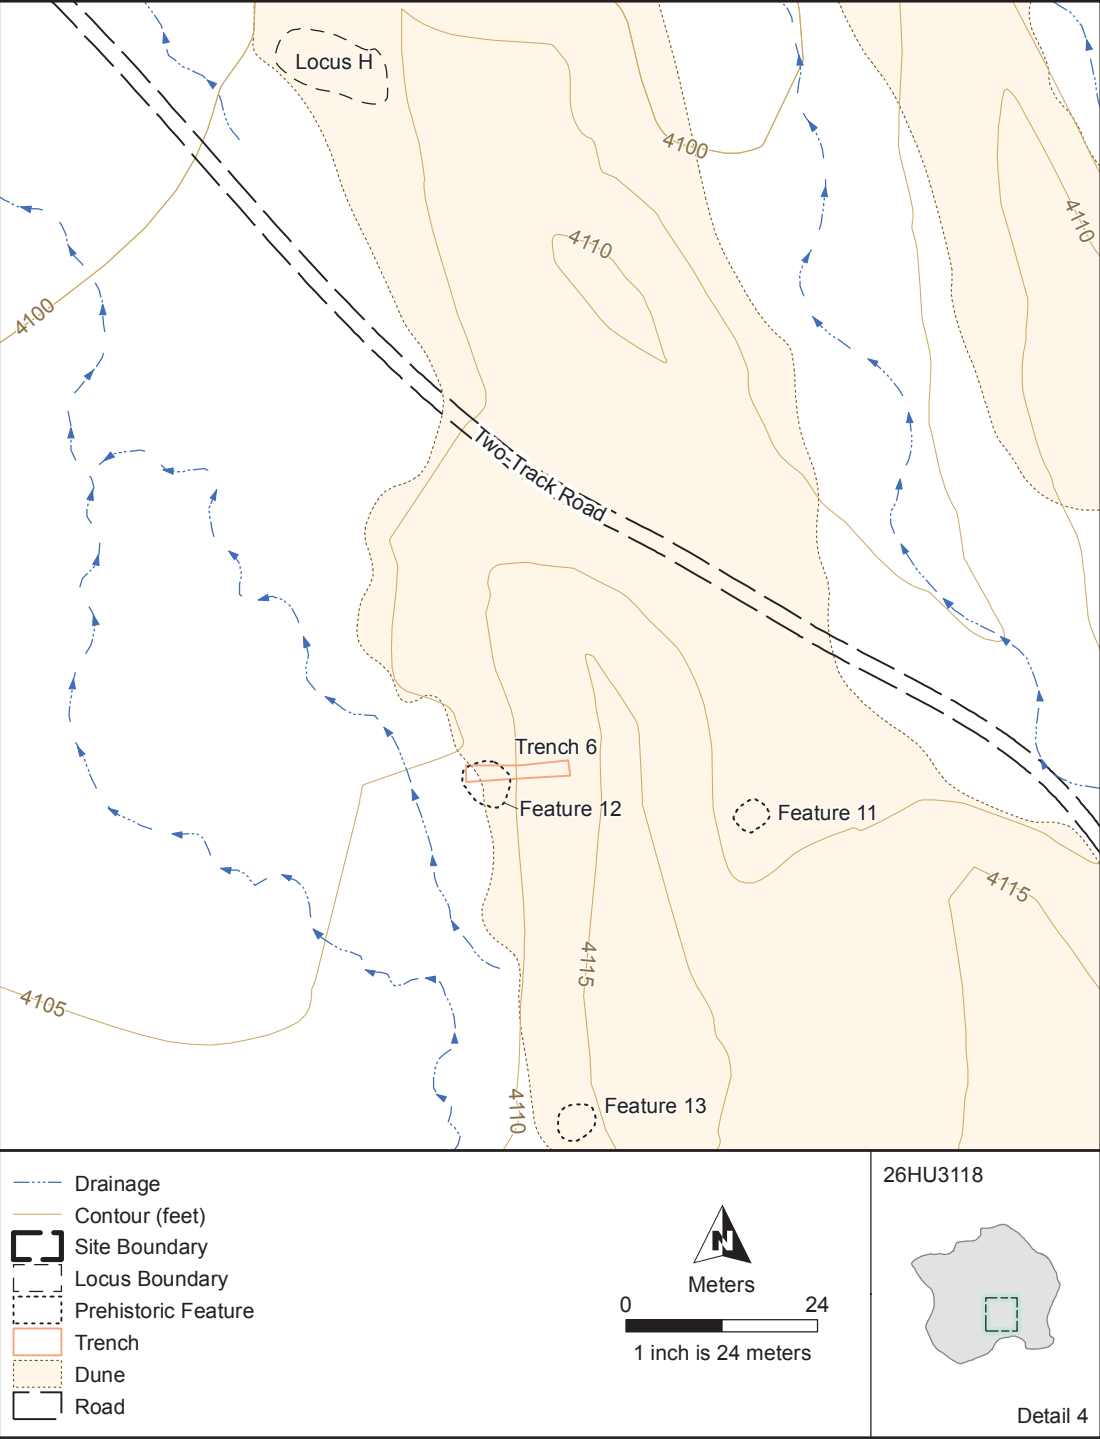 Locus H
4100
4110
4110
4100
Two-Track Road
Trench 6
Feature 12
Feature 11
4115
4115
4105
4110
Feature 13
Drainage
Contour (feet)
Site Boundary
Locus Boundary
Prehistoric Feature
Trench
Dune
Road
N
Meters
0 24
1 inch is 24 meters
26HU3118
Detail 4